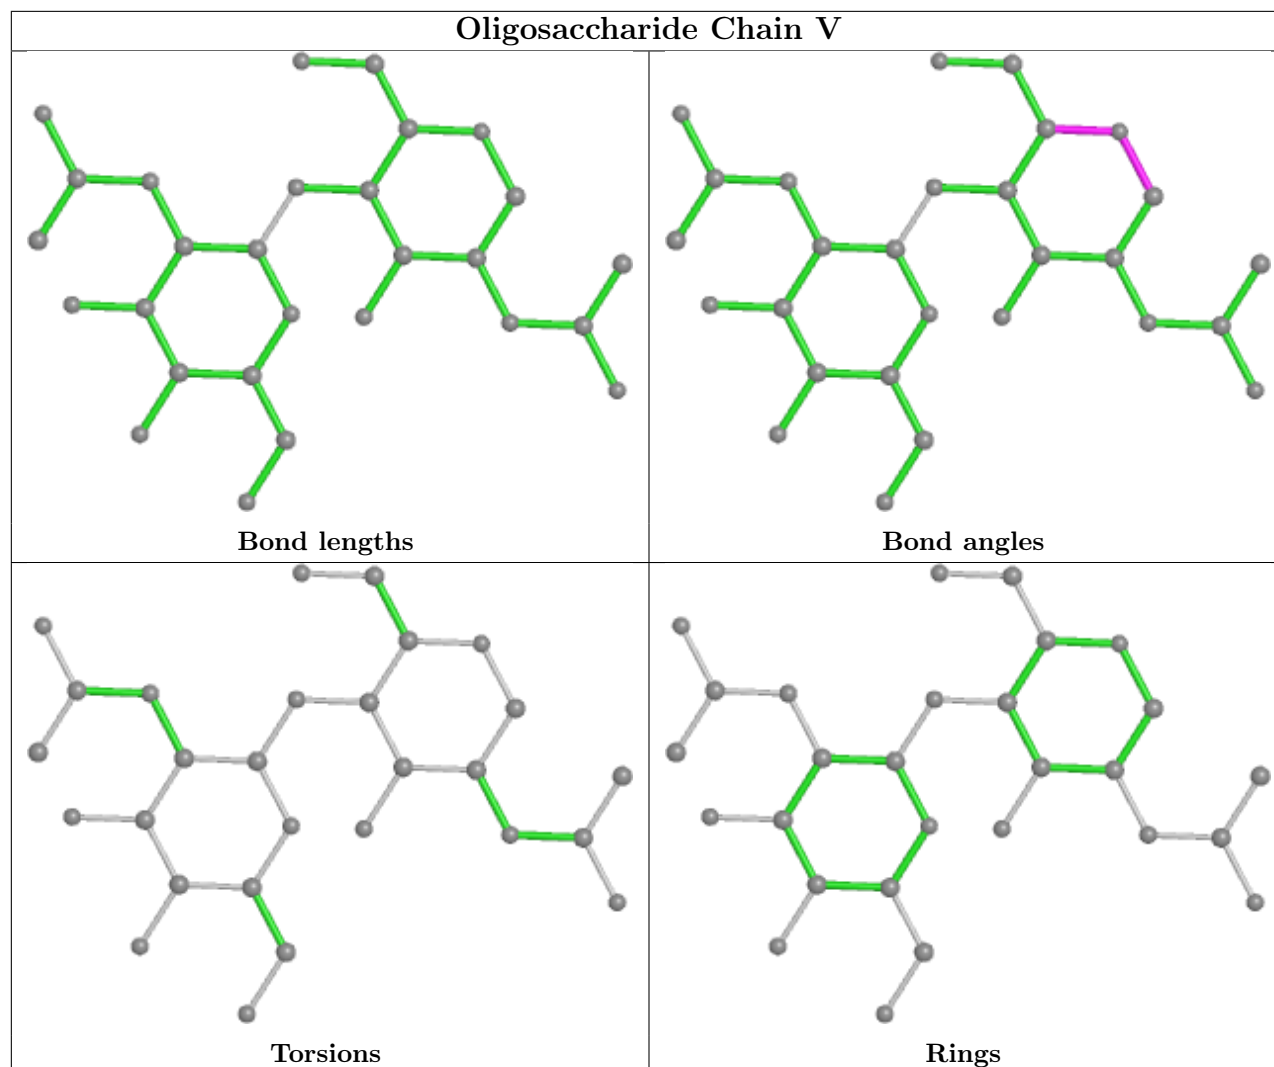 Oligosaccharide Chain V
Bond lengths
Bond angles
Torsions
Rings